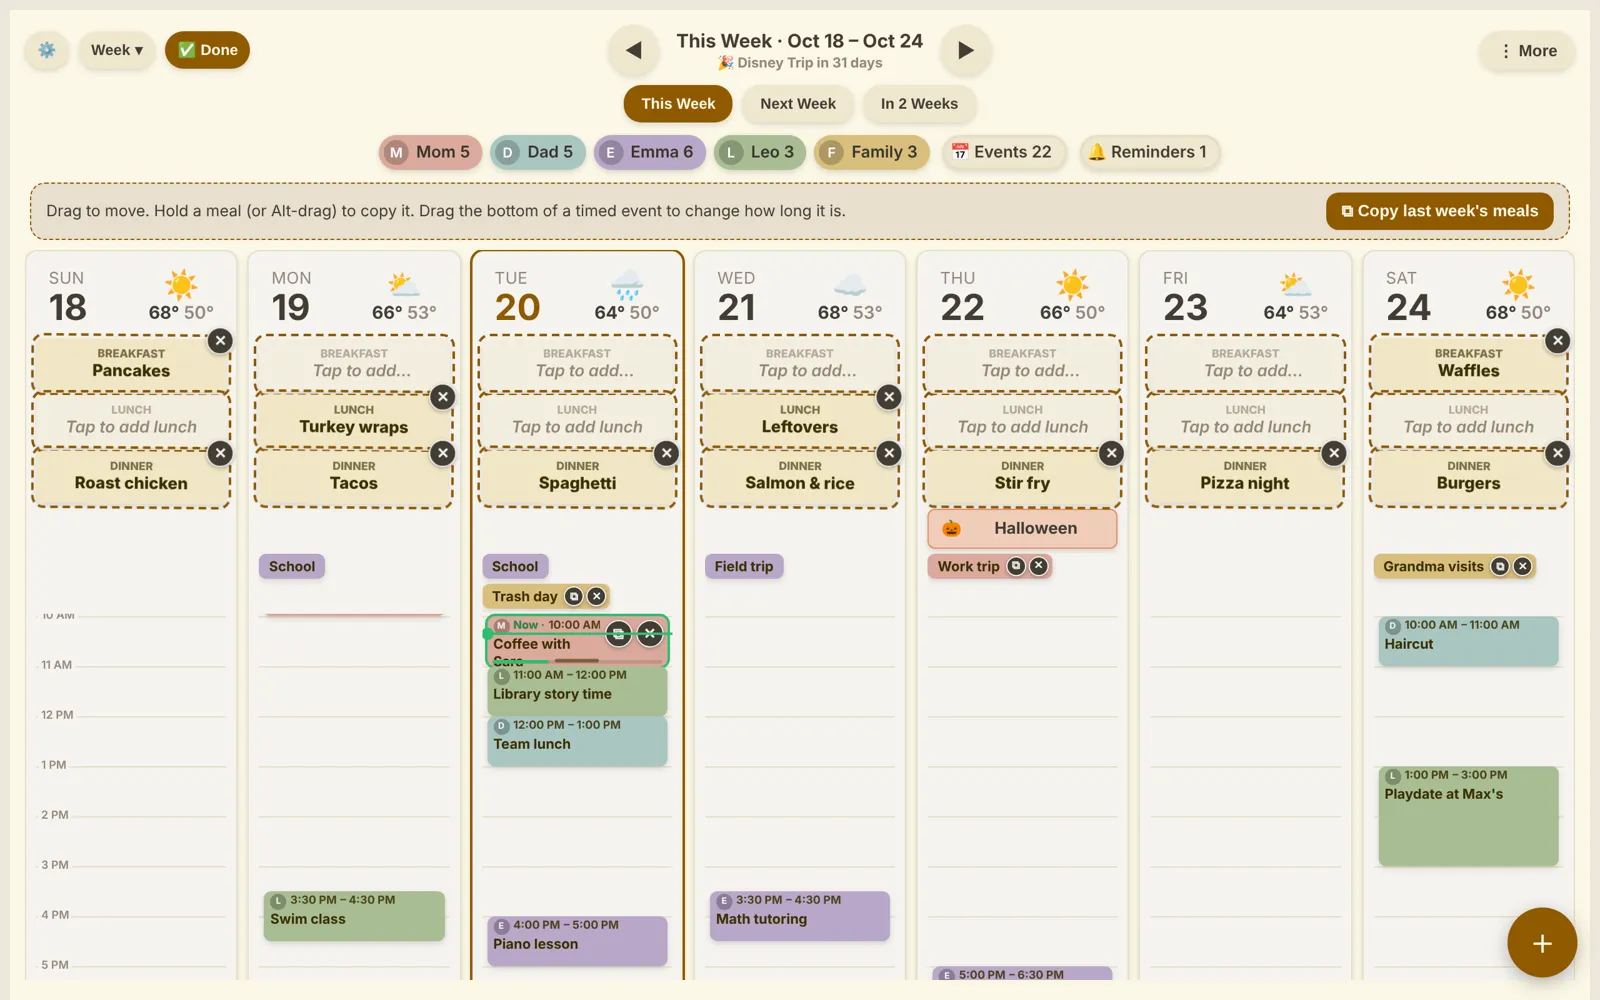 Week ▾
Done
This Week · Oct 18 – Oct 24
Disney Trip in 31 days
⋮ More
This Week
Next Week
In 2 Weeks
M Mom 5
D Dad 5
E Emma 6
L Leo 3
F Family 3
Events 22
Reminders 1
Drag to move. Hold a meal (or Alt-drag) to copy it. Drag the bottom of a timed event to change how long it is.
Copy last week's meals
SUN
18
68° 50°
BREAKFAST
Pancakes
LUNCH
Tap to add lunch
DINNER
Roast chicken
MON
19
66° 53°
BREAKFAST
Tap to add...
LUNCH
Turkey wraps
DINNER
Tacos
School
TUE
20
64° 50°
BREAKFAST
Tap to add...
LUNCH
Tap to add lunch
DINNER
Spaghetti
School
Trash day
WED
21
68° 53°
BREAKFAST
Tap to add...
LUNCH
Leftovers
DINNER
Salmon & rice
Field trip
THU
22
66° 50°
BREAKFAST
Tap to add...
LUNCH
Tap to add lunch
DINNER
Stir fry
Halloween
Work trip
FRI
23
64° 53°
BREAKFAST
Tap to add...
LUNCH
Tap to add lunch
DINNER
Pizza night
SAT
24
68° 50°
BREAKFAST
Waffles
LUNCH
Tap to add lunch
DINNER
Burgers
Grandma visits
10 AM
11 AM
12 PM
1 PM
2 PM
3 PM
4 PM
5 PM
L 3:30 PM – 4:30 PM
Swim class
M Now · 10:00 AM
Coffee with
Sara
L 11:00 AM – 12:00 PM
Library story time
D 12:00 PM – 1:00 PM
Team lunch
E 4:00 PM – 5:00 PM
Piano lesson
E 3:30 PM – 4:30 PM
Math tutoring
E 5:00 PM – 6:30 PM
D 10:00 AM – 11:00 AM
Haircut
L 1:00 PM – 3:00 PM
Playdate at Max's